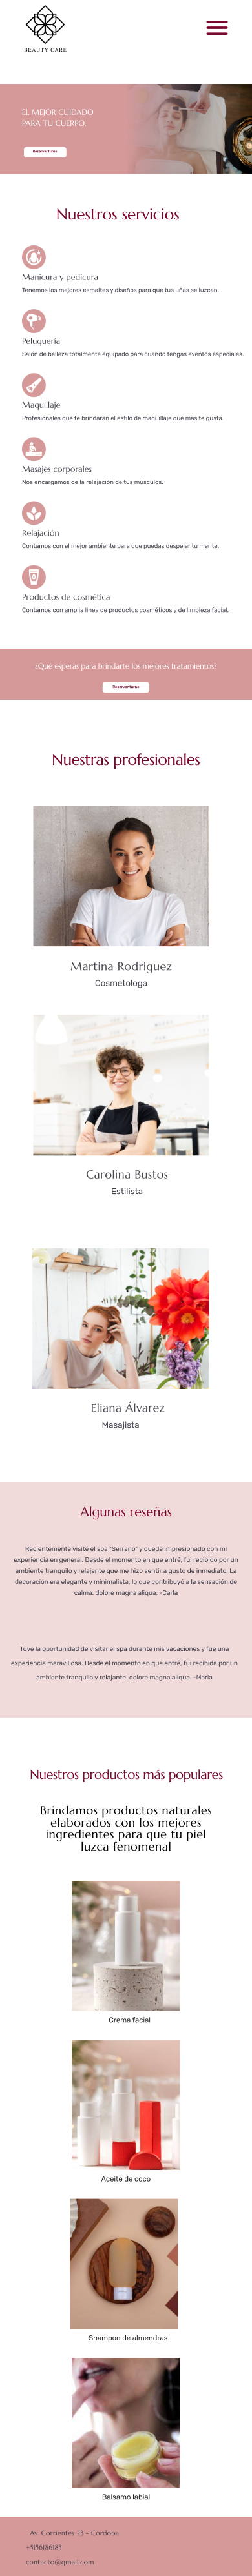 BEAUTY CARE
EL MEJOR CUIDADO
PARA TU CUERPO.
Reservar turno
Nuestros servicios
Manicura y pedicura
Tenemos los mejores esmaltes y diseños para que tus uñas se luzcan.
Peluquería
Salón de belleza totalmente equipado para cuando tengas eventos especiales.
Maquillaje
Profesionales que te brindaran el estilo de maquillaje que mas te gusta.
Masajes corporales
Nos encargamos de la relajación de tus músculos.
Relajación
Contamos con el mejor ambiente para que puedas despejar tu mente.
Productos de cosmética
Contamos con amplia linea de productos cosméticos y de limpieza facial.
¿Qué esperas para brindarte los mejores tratamientos?
Reservar turno
Nuestras profesionales
Martina Rodriguez
Cosmetologa
Carolina Bustos
Estilista
Eliana Álvarez
Masajista
Algunas reseñas
Recientemente visité el spa "Serrano" y quedé impresionado con mi
experiencia en general. Desde el momento en que entré, fui recibido por un
ambiente tranquilo y relajante que me hizo sentir a gusto de inmediato. La
decoración era elegante y minimalista, lo que contribuyó a la sensación de
calma. dolore magna aliqua. -Carla
Tuve la oportunidad de visitar el spa durante mis vacaciones y fue una
experiencia maravillosa. Desde el momento en que entré, fui recibida por un
ambiente tranquilo y relajante. dolore magna aliqua. -Maria
Nuestros productos más populares
Brindamos productos naturales
elaborados con los mejores
ingredientes para que tu piel
luzca fenomenal
Crema facial
Aceite de coco
Shampoo de almendras
Balsamo labial
Av. Corrientes 23 - Córdoba
+5156186183
contacto@gmail.com